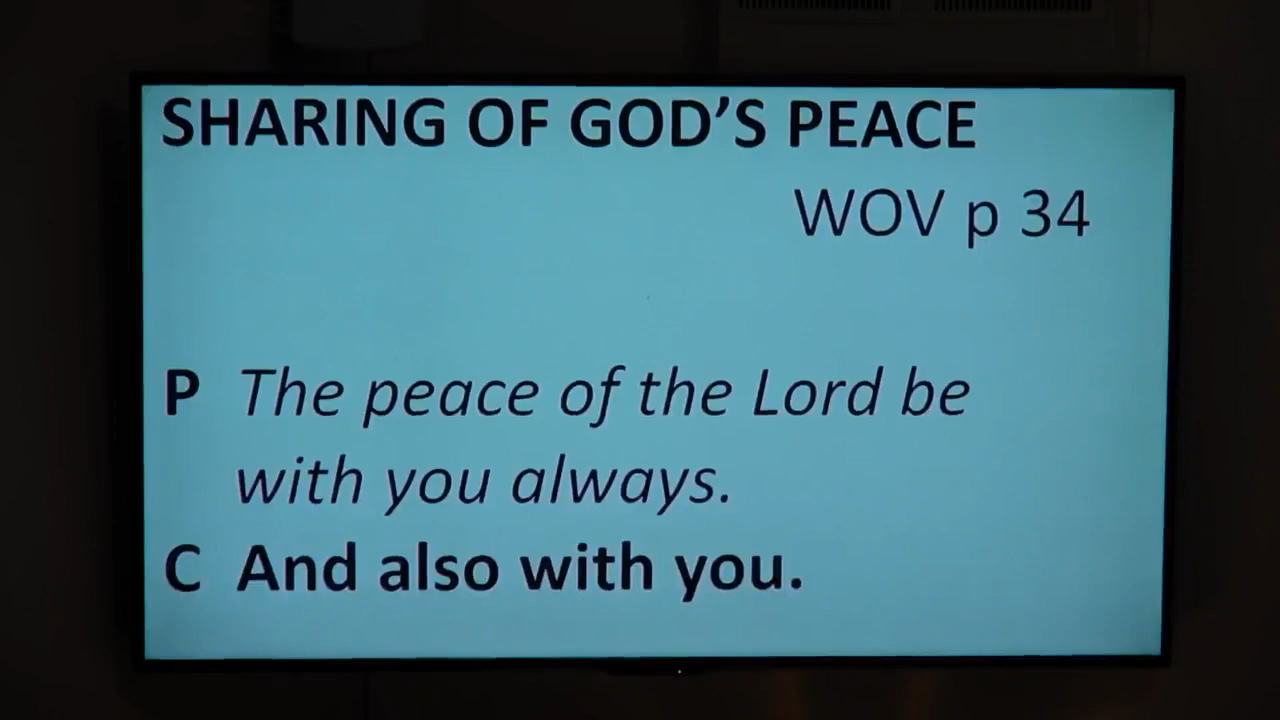 SHARING OF GOD’S PEACE
WOV p 34
P The peace of the Lord be
with you always.
C And also with you.